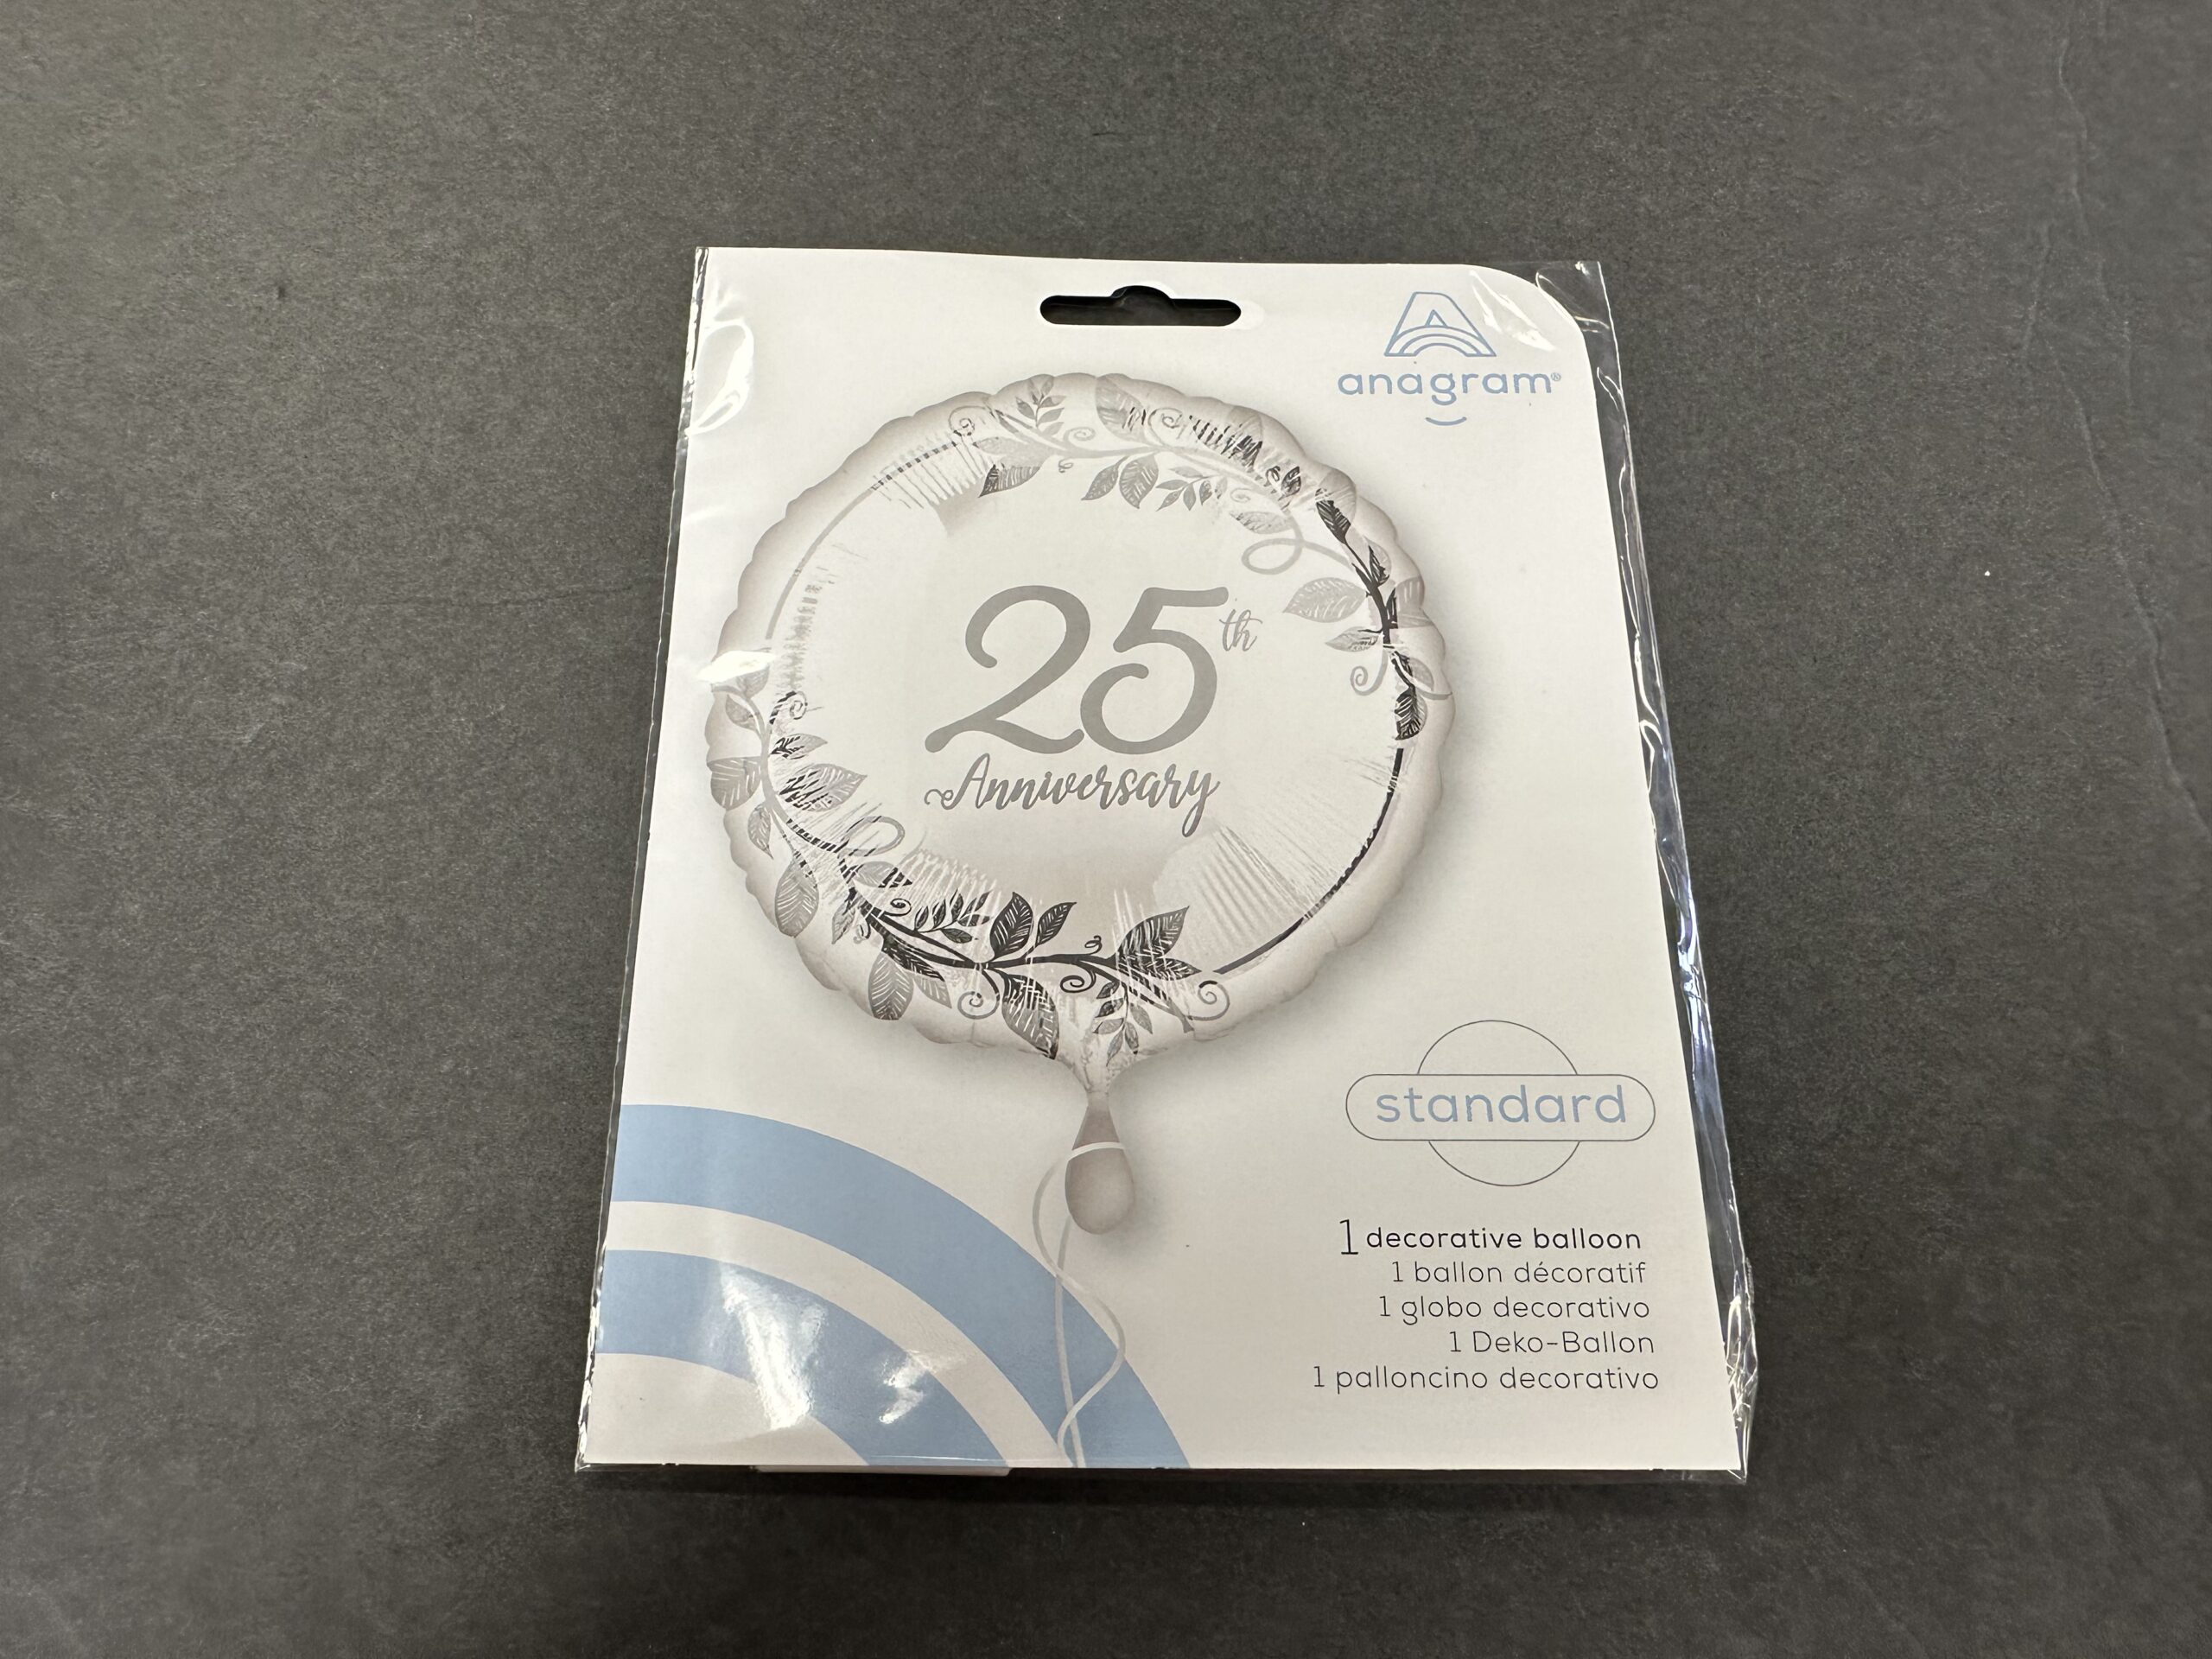 anagram®
25th
Anniversary
standard
1 decorative balloon
1 ballon décoratif
1 globo decorativo
1 Deko-Ballon
1 palloncino decorativo